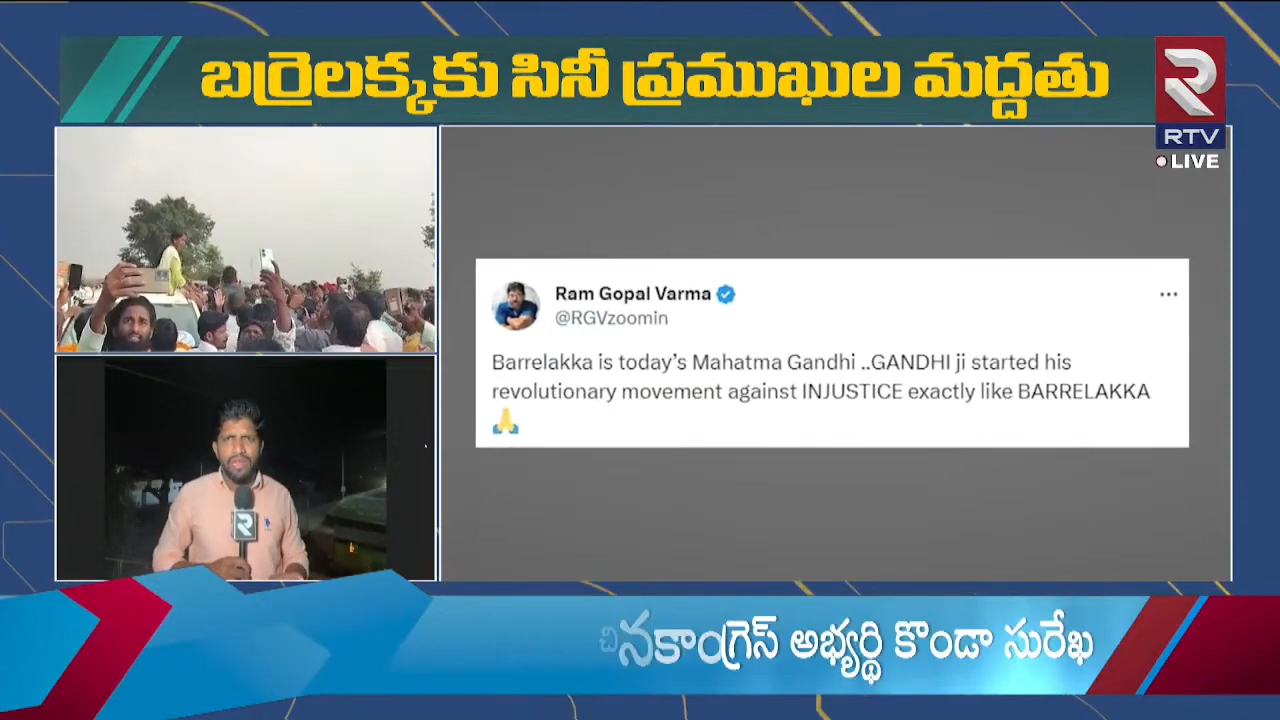 బర్రెలక్కకు సినీ ప్రముఖుల మద్దతు
RTV
LIVE
Ram Gopal Varma
@RGVzoomin
Barrelakka is today's Mahatma Gandhi ..GANDHI ji started his
revolutionary movement against INJUSTICE exactly like BARRELAKKA
🙏
చినకాంగ్రెస్ అభ్యర్థి కొండా సురేఖ